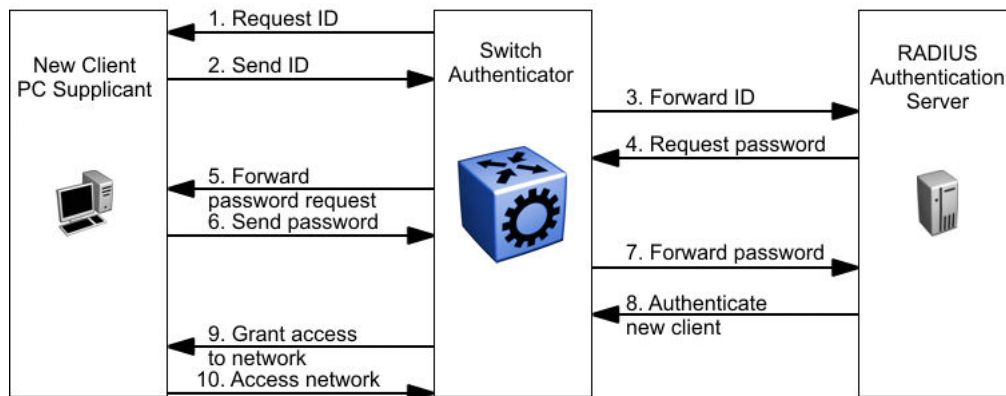 1. Request ID
New Client
PC Supplicant
2. Send ID
Switch
Authenticator
RADIUS
Authentication
Server
3. Forward ID
4. Request password
5. Forward
password request
6. Send password
7. Forward password
8. Authenticate
new client
9. Grant access
to network
10. Access network